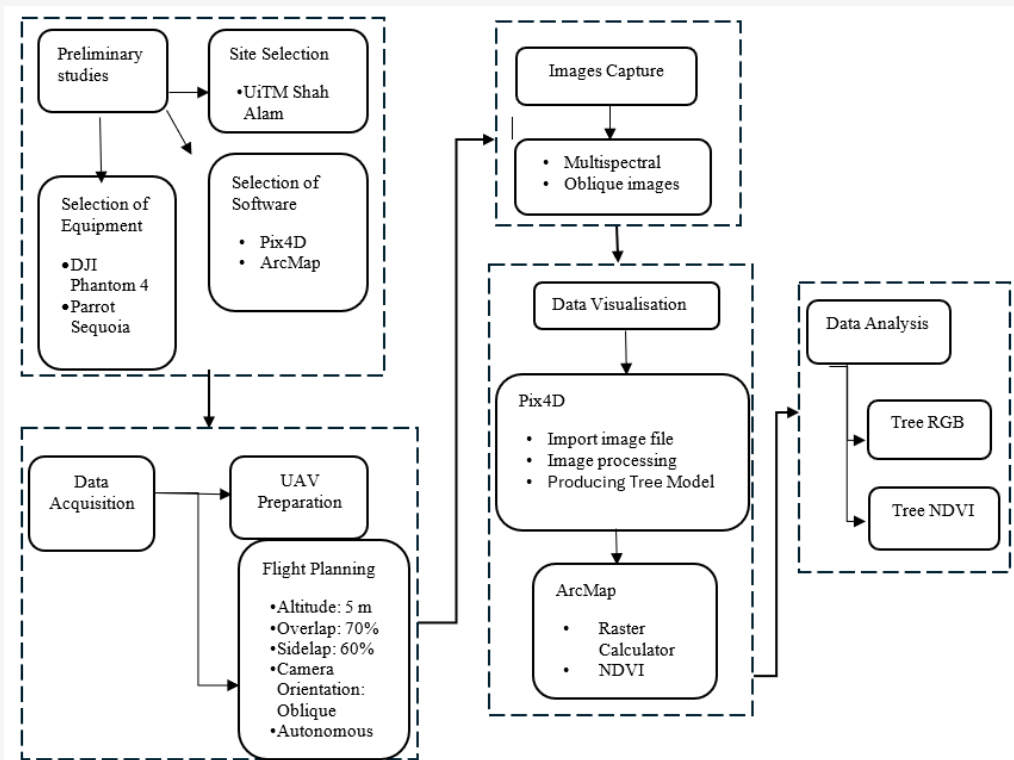 Preliminary
studies
Site Selection
•UiTM Shah
Alam
Selection of
Equipment
•DJI
Phantom 4
•Parrot
Sequoia
Selection of
Software
• Pix4D
• ArcMap
Data
Acquisition
UAV
Preparation
Flight Planning
•Altitude: 5 m
•Overlap: 70%
•Sidelap: 60%
•Camera
Orientation:
Oblique
•Autonomous
Images Capture
• Multispectral
• Oblique images
Data Visualisation
Pix4D
• Import image file
• Image processing
• Producing Tree Model
ArcMap
• Raster
Calculator
• NDVI
Data Analysis
Tree RGB
Tree NDVI